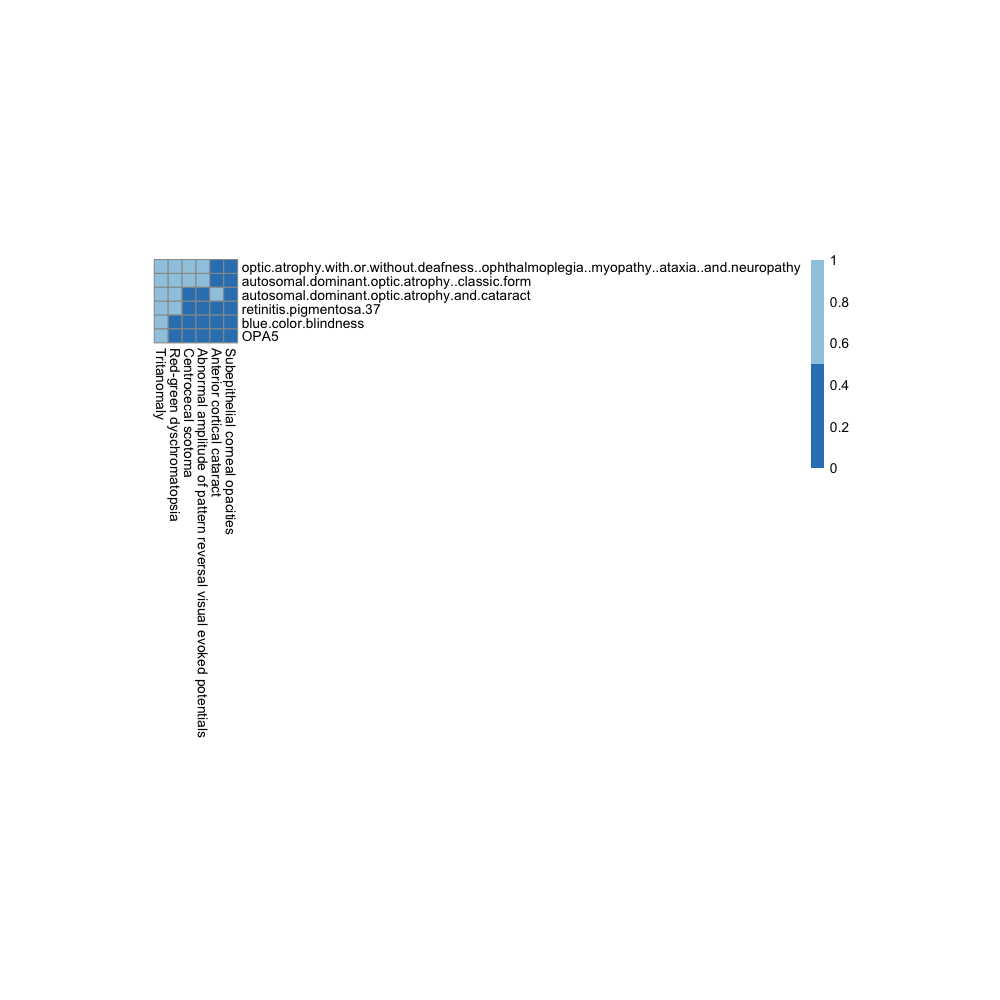 optic.atrophy.with.or.without.deafness..ophthalmoplegia..myopathy..ataxia..and.neuropathy
autosomal.dominant.optic.atrophy..classic.form
autosomal.dominant.optic.atrophy.and.cataract
retinitis.pigmentosa.37
blue.color.blindness
OPA5
Tritanomaly
Red-green dyschromatopsia
Centrocecal scotoma
Abnormal amplitude of pattern reversal visual evoked potentials
Anterior cortical cataract
Subepithelial corneal opacities
1
0.8
0.6
0.4
0.2
0